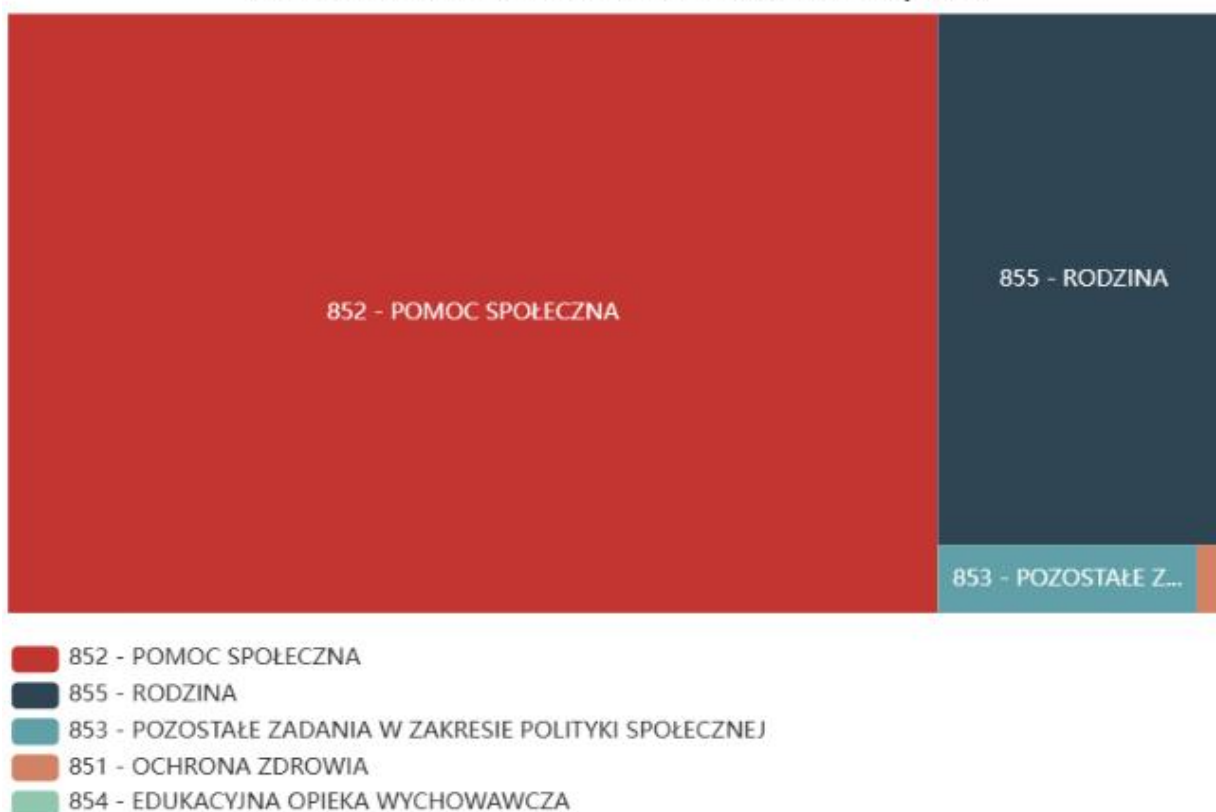 855 - RODZINA
852 - POMOC SPOŁECZNA
853 - POZOSTAŁE Z...
852 - POMOC SPOŁECZNA
855 - RODZINA
853 - POZOSTAŁE ZADANIA W ZAKRESIE POLITYKI SPOŁECZNEJ
851 - OCHRONA ZDROWIA
854 - EDUKACYJNA OPIEKA WYCHOWAWCZA